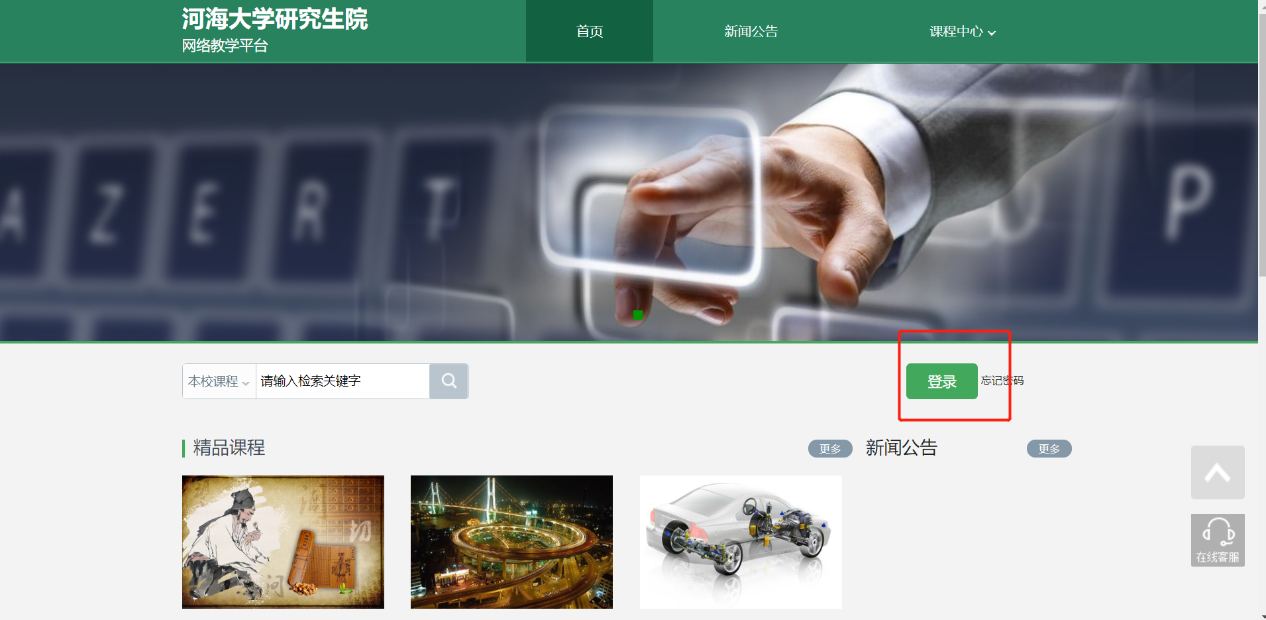 河海大学研究生院
网络教学平台
首页
新闻公告
课程中心
A Z E R T
P
本校课程
请输入检索关键字
登录
忘记密码
精品课程
更多
新闻公告
更多
切
问
在线客服